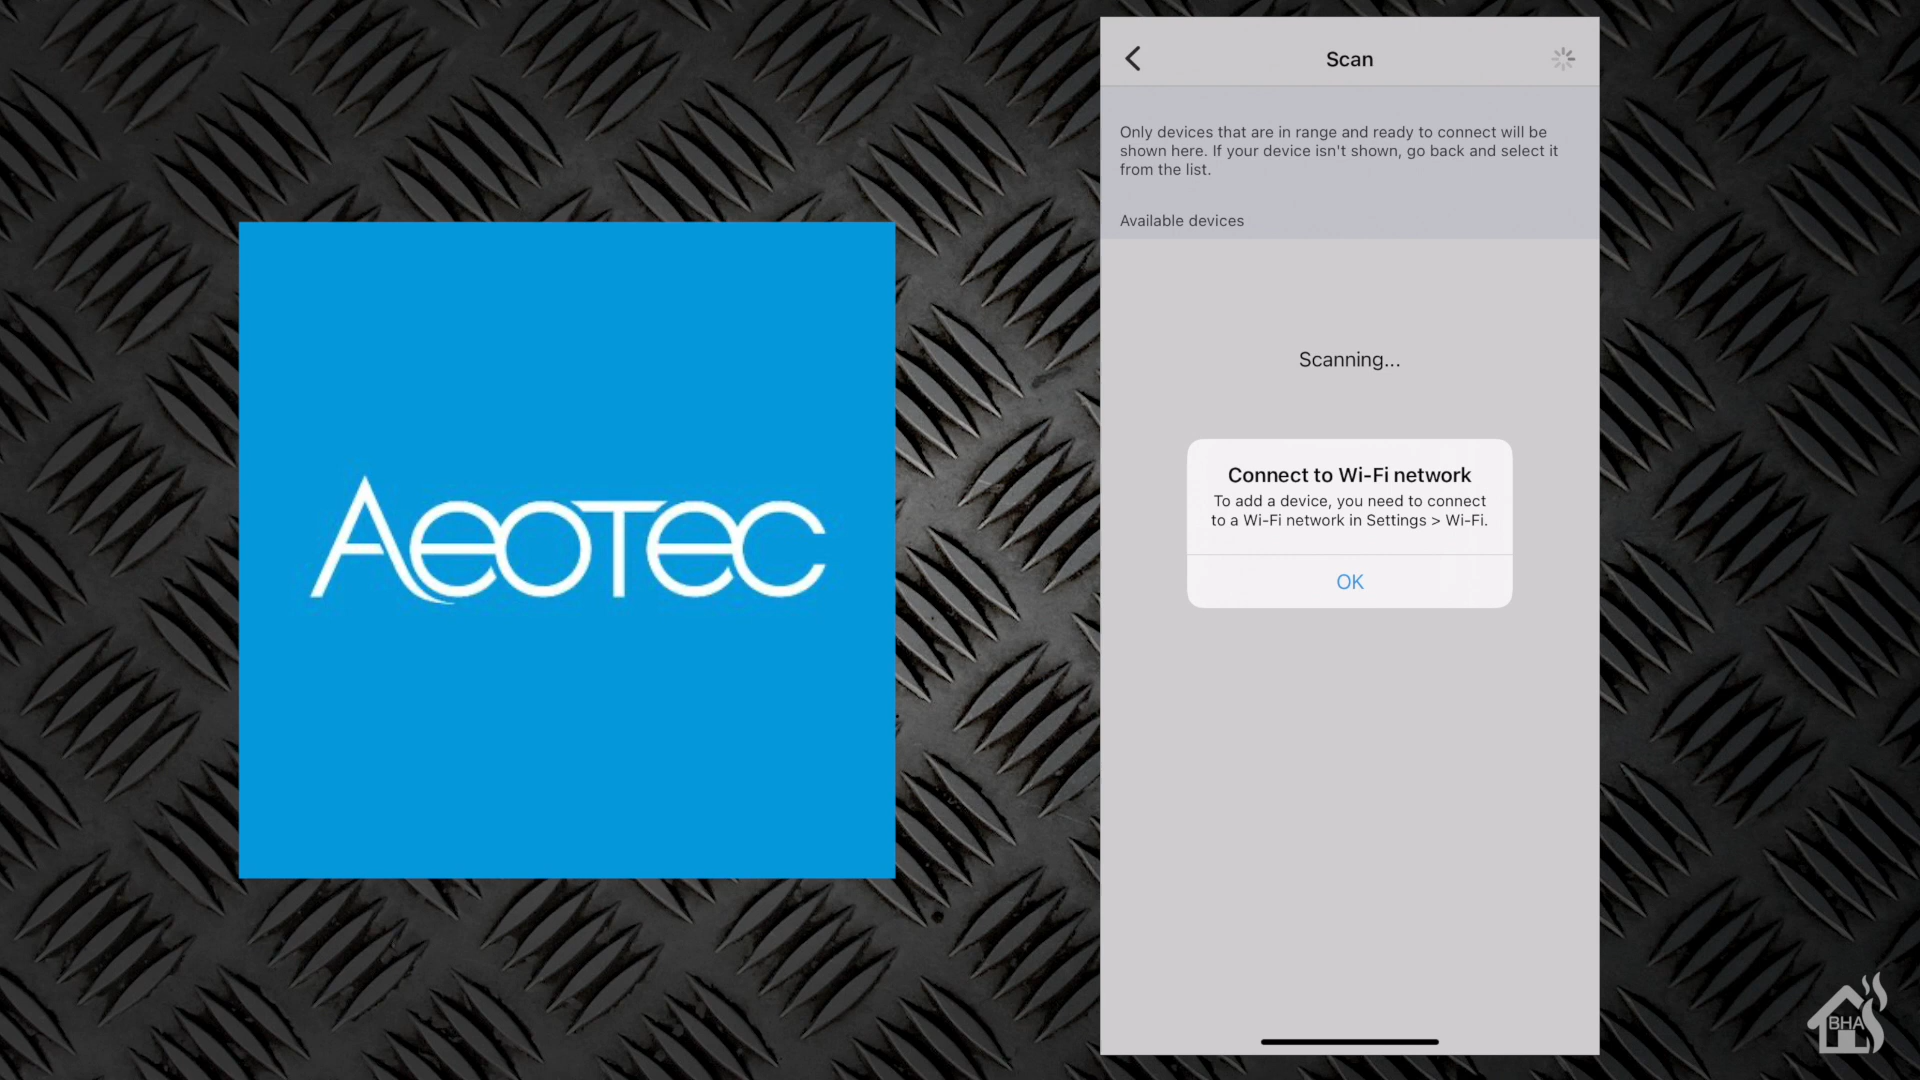 AEOTEC
Scan
Only devices that are in range and ready to connect will be
shown here. If your device isn't shown, go back and select it
from the list.
Available devices
Scanning...
Connect to Wi-Fi network
To add a device, you need to connect
to a Wi-Fi network in Settings > Wi-Fi.
OK
BHA